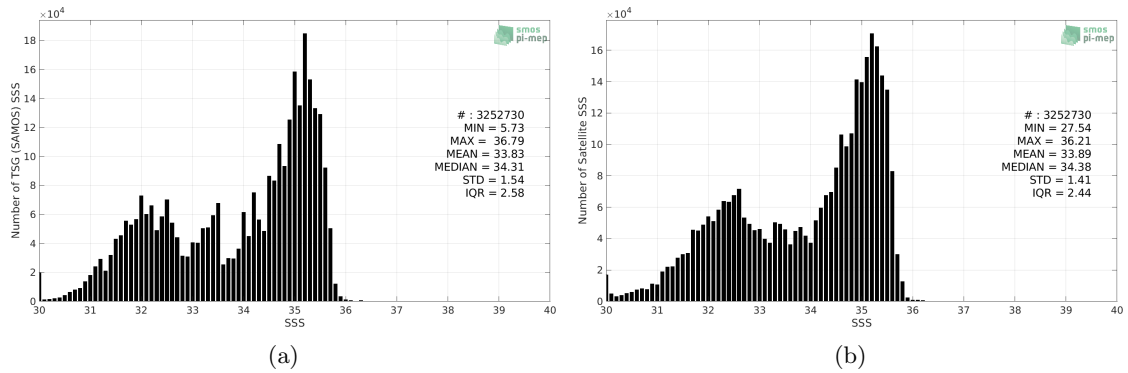 ×10⁴
18
16
14
12
10
8
6
4
2
0
Number of TSG (SAMOS) SSS
smos
pi-mep
# : 3252730
MIN = 5.73
MAX = 36.79
MEAN = 33.83
MEDIAN = 34.31
STD = 1.54
IQR = 2.58
30 31 32 33 34 35 36 37 38 39 40
SSS
(a)
×10⁴
16
14
12
10
8
6
4
2
0
Number of Satellite SSS
smos
pi-mep
# : 3252730
MIN = 27.54
MAX = 36.21
MEAN = 33.89
MEDIAN = 34.38
STD = 1.41
IQR = 2.44
30 31 32 33 34 35 36 37 38 39 40
SSS
(b)